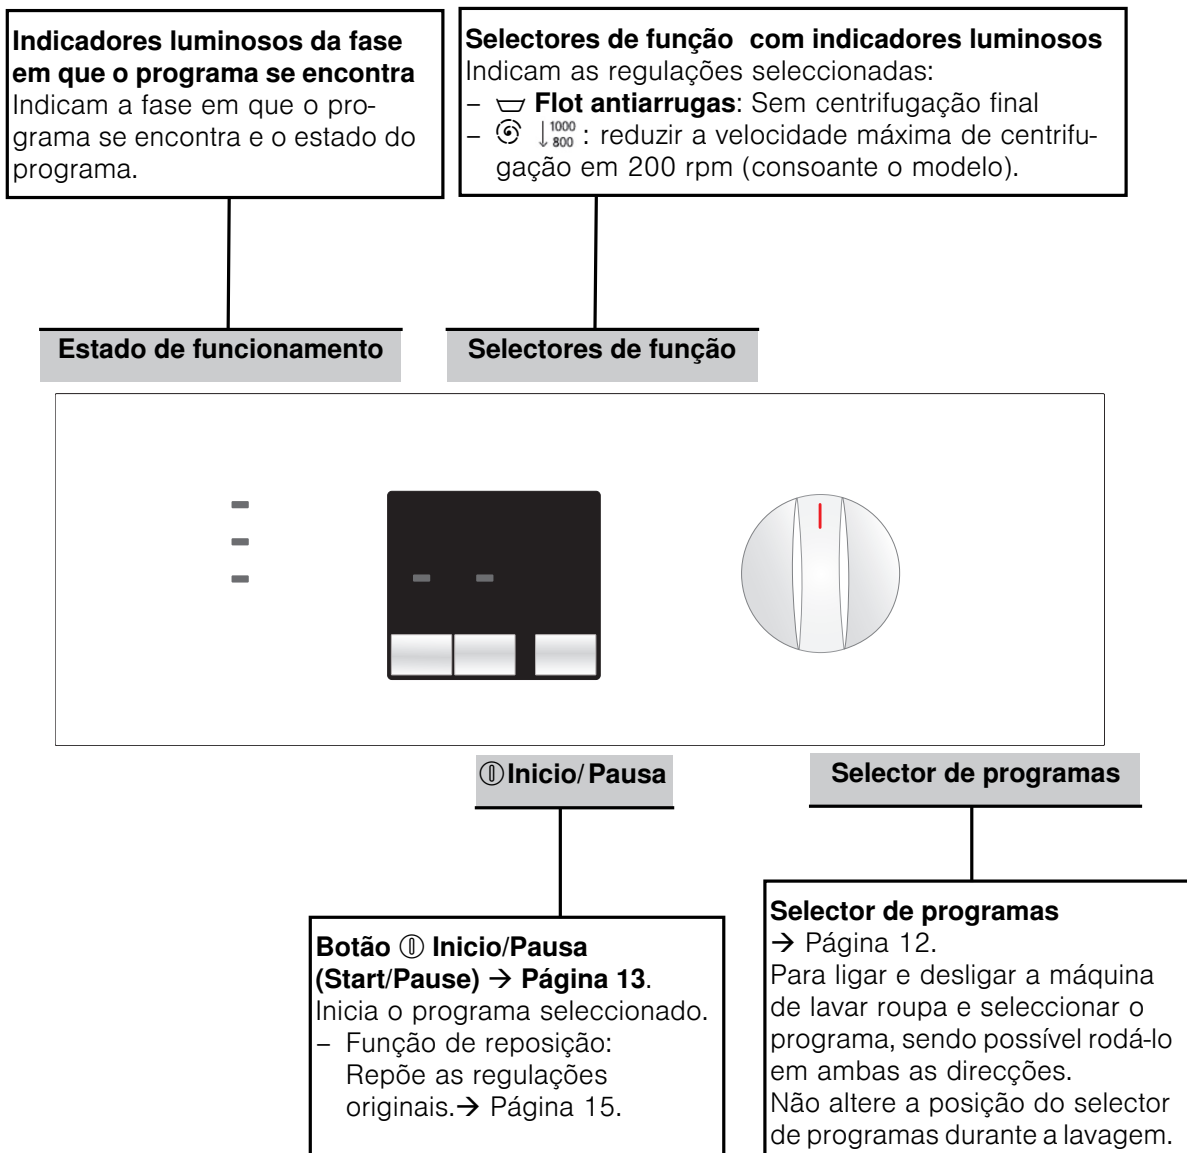 Indicadores luminosos da fase
em que o programa se encontra
Indicam a fase em que o pro-
grama se encontra e o estado do
programa.
Selectores de função com indicadores luminosos
Indicam as regulações seleccionadas:
– Flot antiarrugas: Sem centrifugação final
– ↓ 1000 800 : reduzir a velocidade máxima de centrifu-
gação em 200 rpm (consoante o modelo).
Estado de funcionamento
Selectores de função
Inicio/ Pausa
Selector de programas
Botão Inicio/Pausa
(Start/Pause) → Página 13.
Inicia o programa seleccionado.
– Função de reposição:
Repõe as regulações
originais.→ Página 15.
Selector de programas
→ Página 12.
Para ligar e desligar a máquina
de lavar roupa e seleccionar o
programa, sendo possível rodá-lo
em ambas as direcções.
Não altere a posição do selector
de programas durante a lavagem.